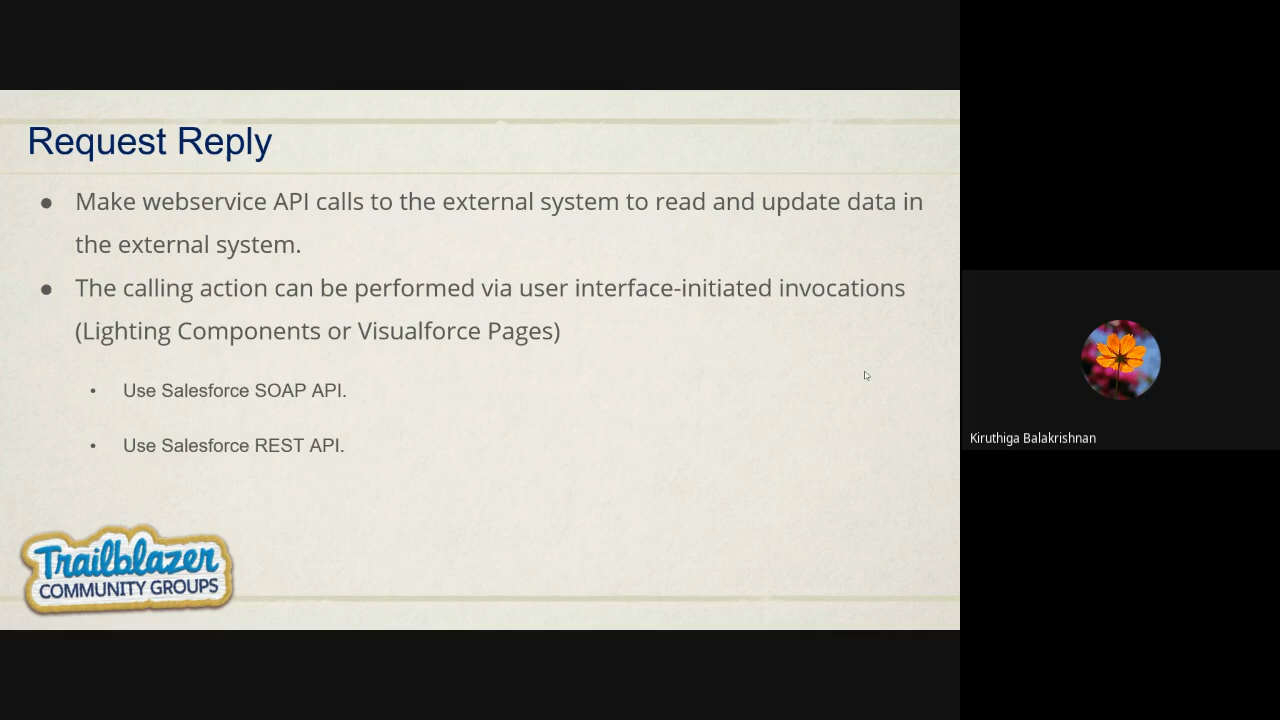 Request Reply
● Make webservice API calls to the external system to read and update data in
the external system.
● The calling action can be performed via user interface-initiated invocations
(Lighting Components or Visualforce Pages)
• Use Salesforce SOAP API.
• Use Salesforce REST API.
Trailblazer
COMMUNITY GROUPS
Kiruthiga Balakrishnan